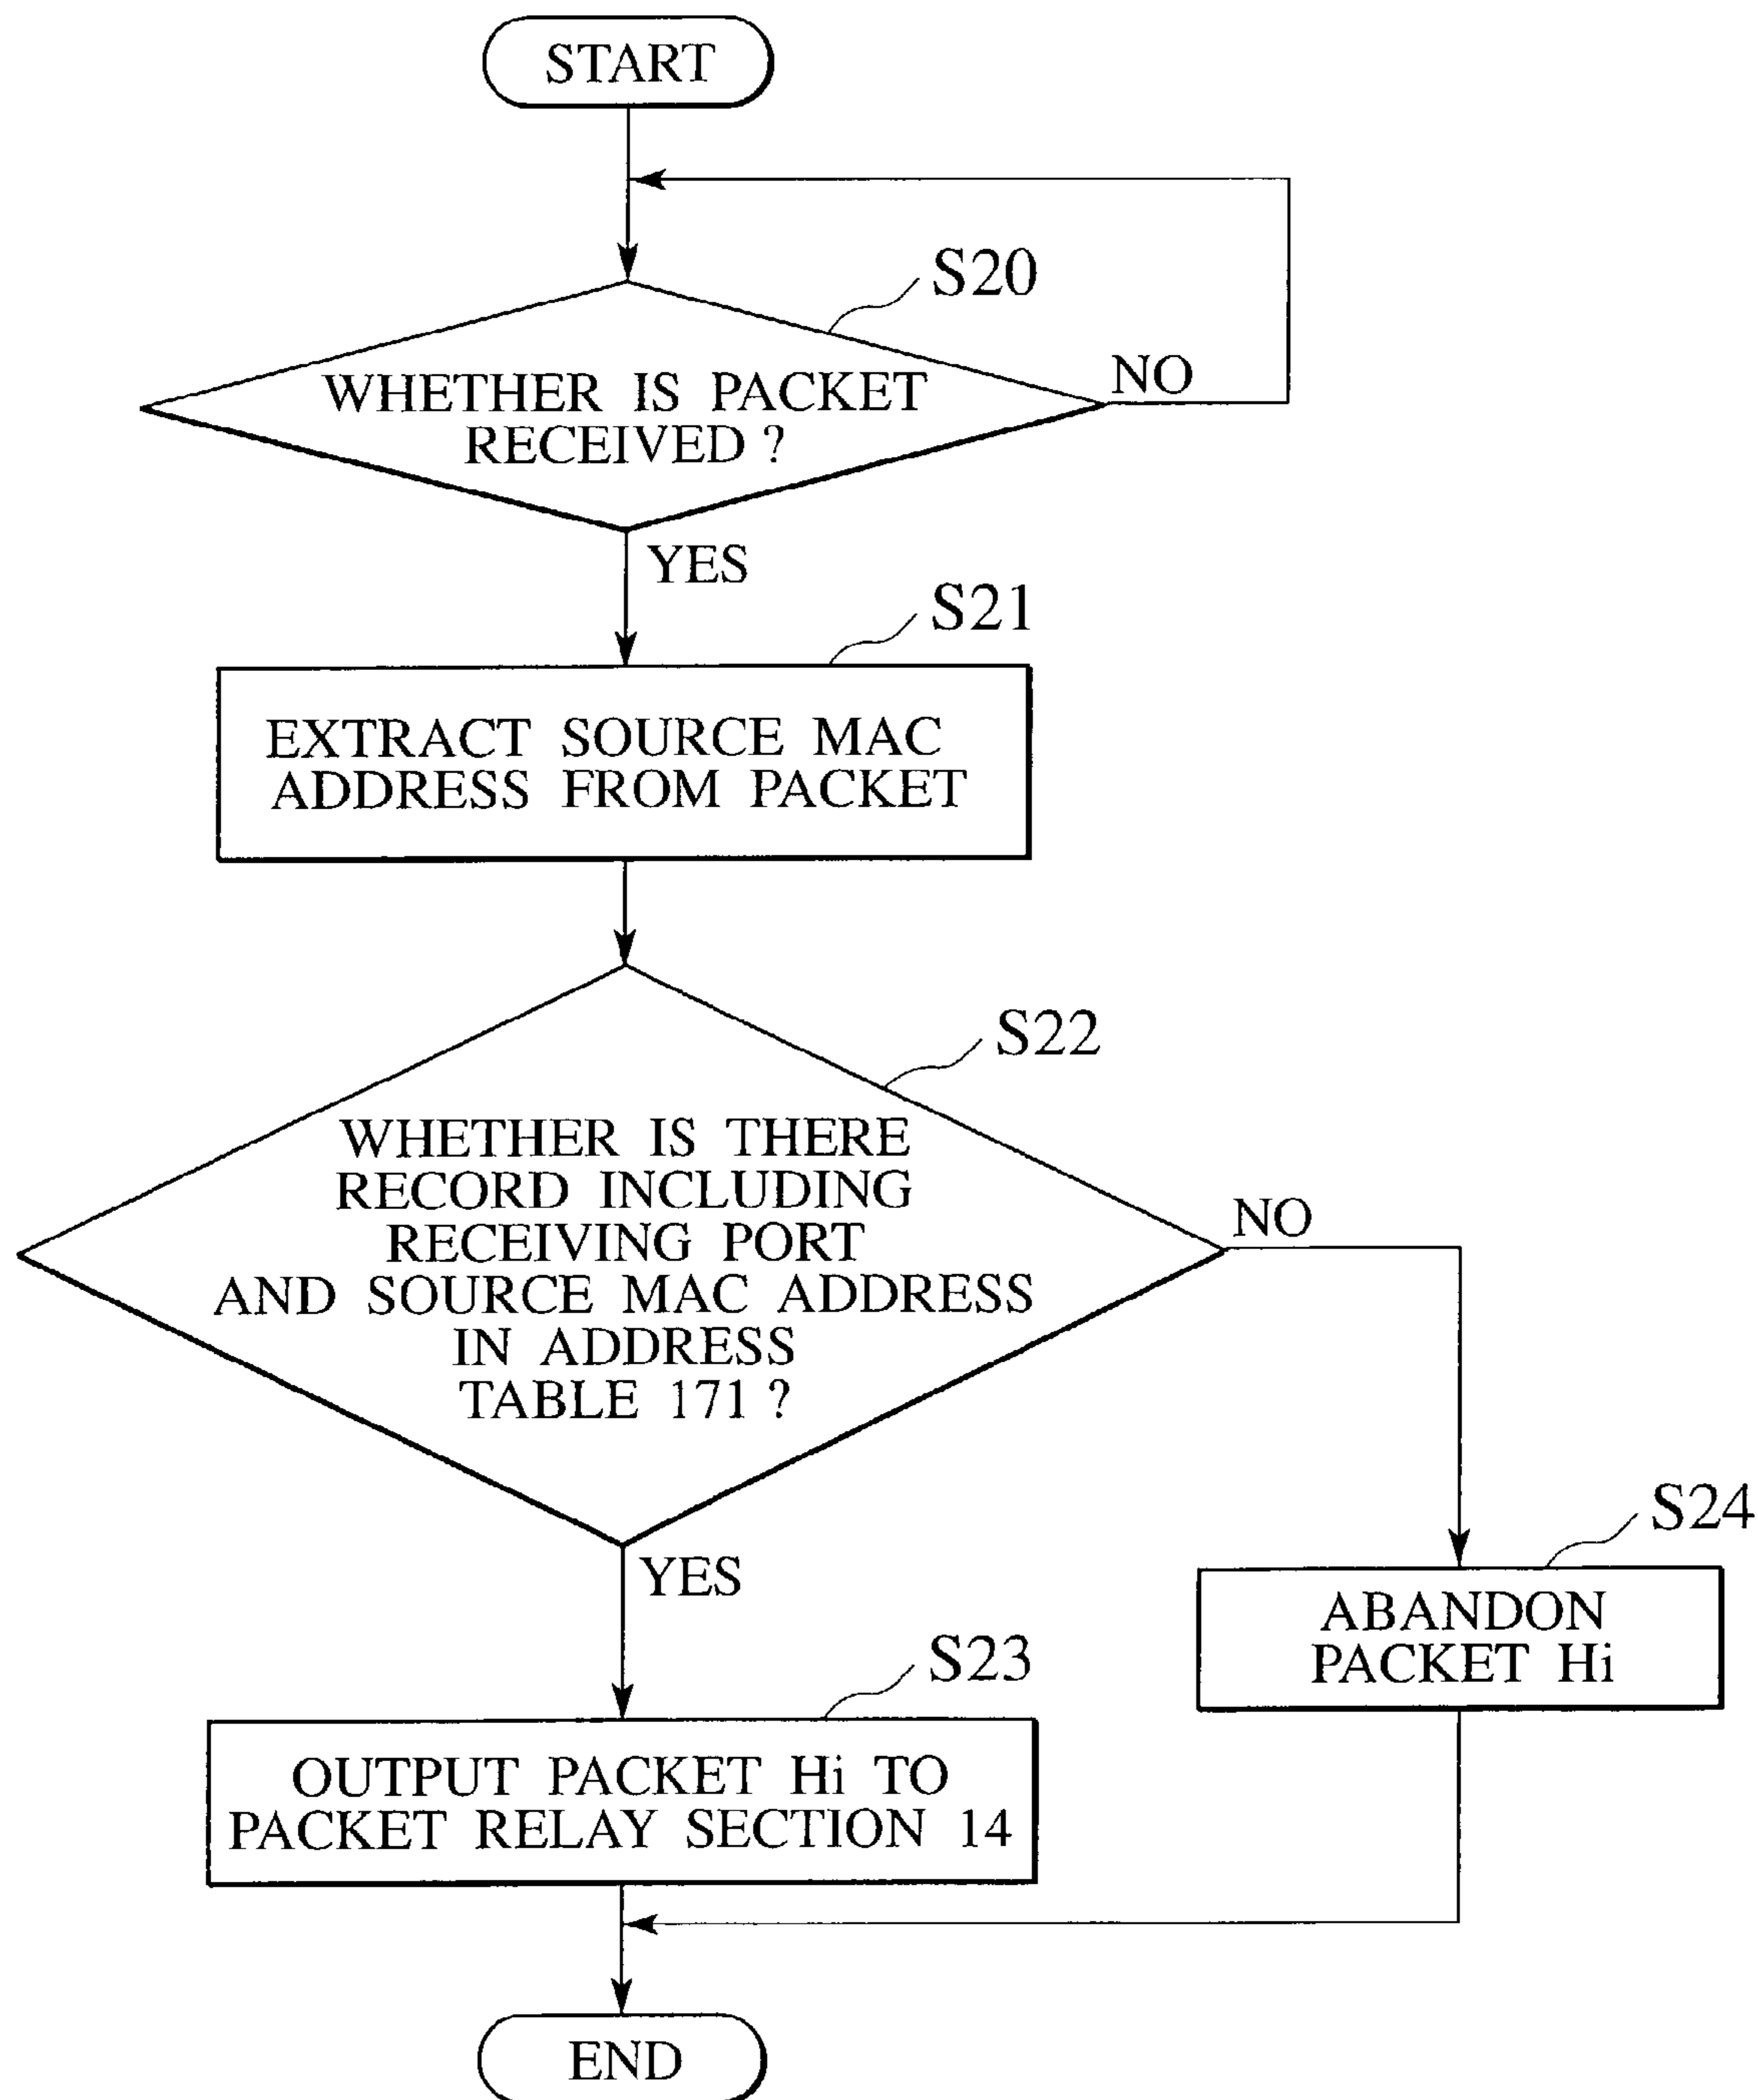 START
S20
WHETHER IS PACKET
RECEIVED ?
NO
YES
S21
EXTRACT SOURCE MAC
ADDRESS FROM PACKET
S22
WHETHER IS THERE
RECORD INCLUDING
RECEIVING PORT
AND SOURCE MAC ADDRESS
IN ADDRESS
TABLE 171 ?
NO
YES
S24
ABANDON
PACKET Hi
S23
OUTPUT PACKET Hi TO
PACKET RELAY SECTION 14
END